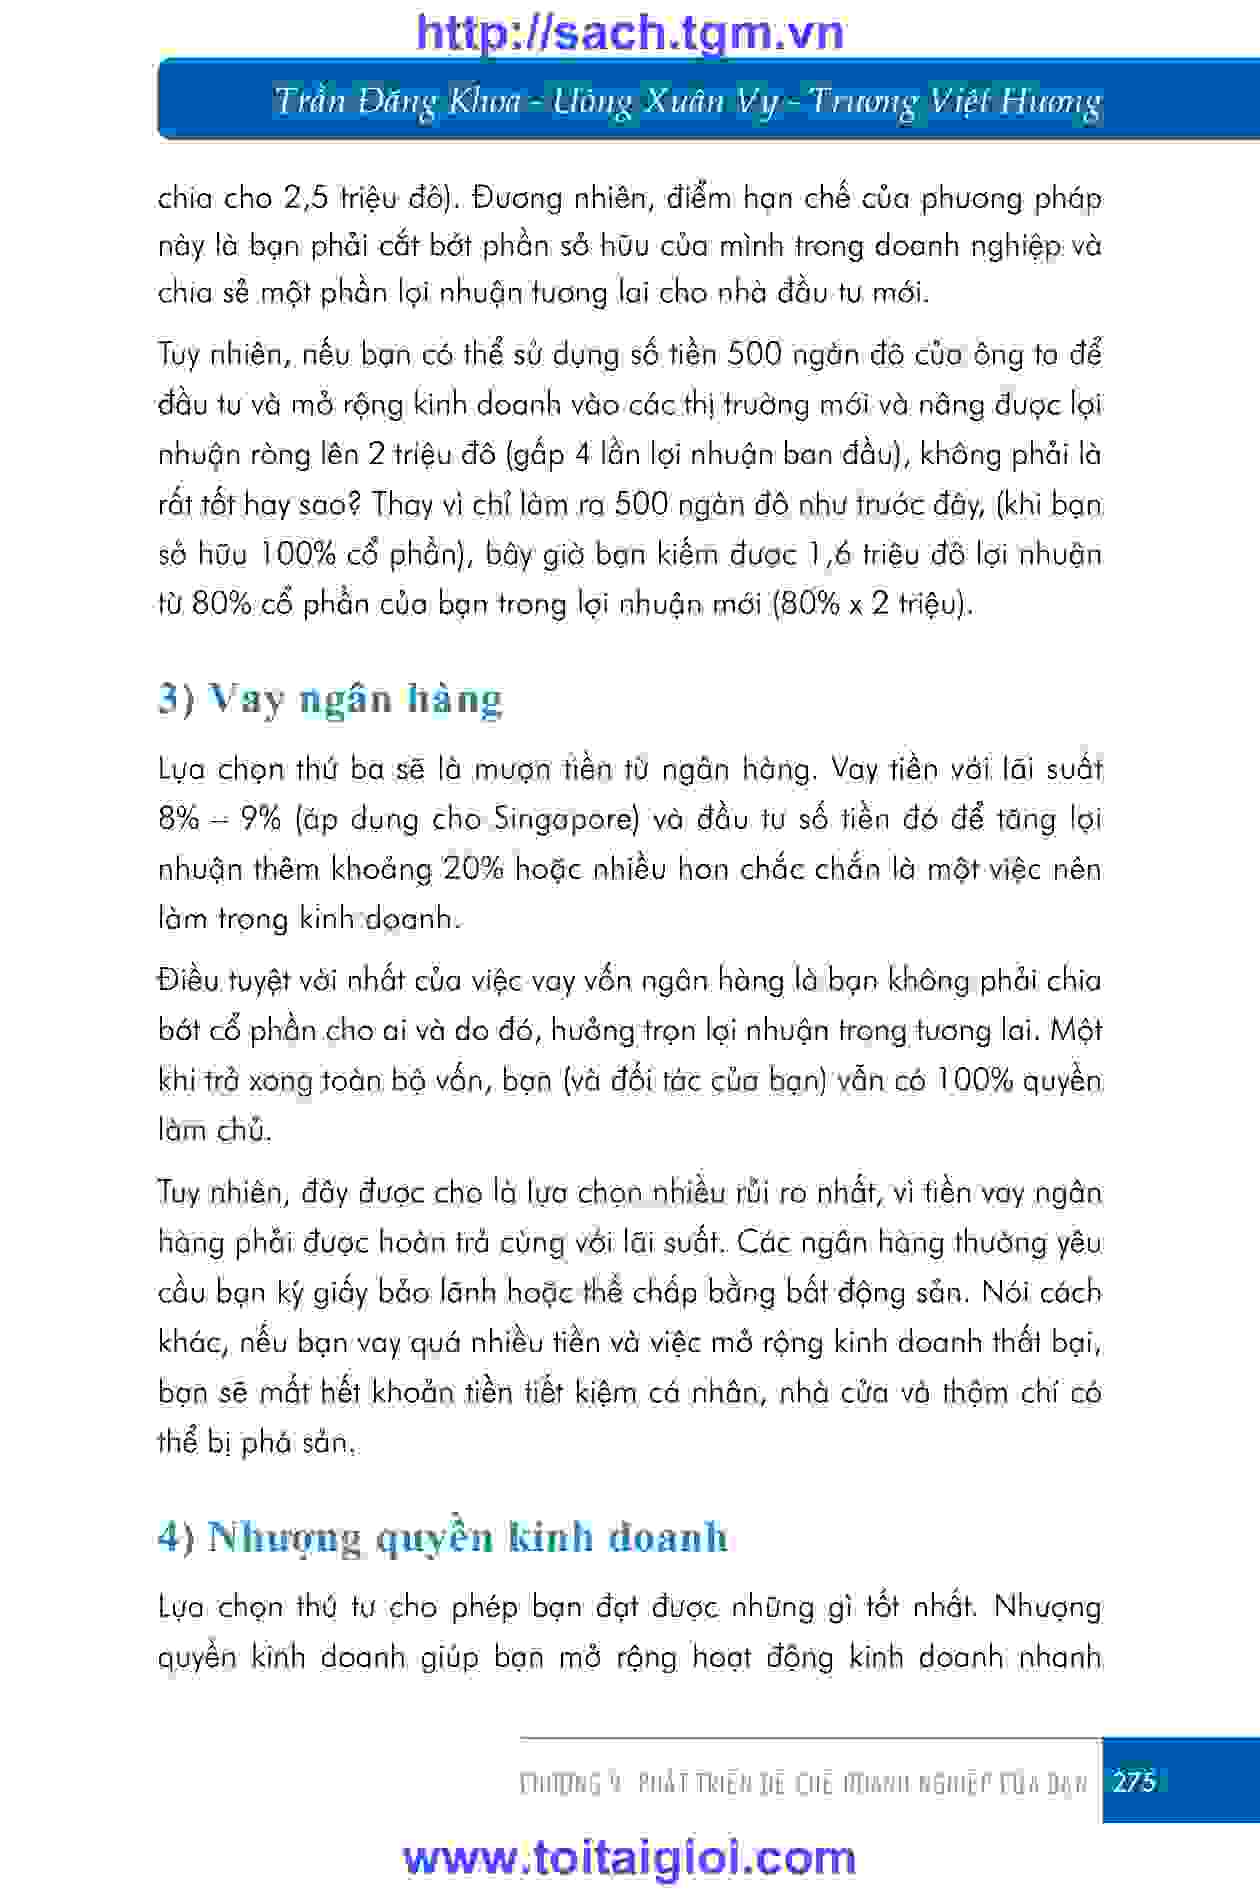 http://sach.tgm.vn
Trần Đăng Khoa - Uông Xuân Vy - Trương Việt Hương
chia cho 2,5 triệu đô). Đương nhiên, điểm hạn chế của phương pháp
này là bạn phải cắt bớt phần sở hữu của mình trong doanh nghiệp và
chia sẻ một phần lợi nhuận tương lai cho nhà đầu tư mới.
Tuy nhiên, nếu bạn có thể sử dụng số tiền 500 ngàn đô của ông ta để
đầu tư và mở rộng kinh doanh vào các thị trường mới và nâng được lợi
nhuận ròng lên 2 triệu đô (gấp 4 lần lợi nhuận ban đầu), không phải là
rất tốt hay sao? Thay vì chỉ làm ra 500 ngàn đô như trước đây, (khi bạn
sở hữu 100% cổ phần), bây giờ bạn kiếm được 1,6 triệu đô lợi nhuận
từ 80% cổ phần của bạn trong lợi nhuận mới (80% x 2 triệu).
3) Vay ngân hàng
Lựa chọn thứ ba sẽ là mượn tiền từ ngân hàng. Vay tiền với lãi suất
8% – 9% (áp dụng cho Singapore) và đầu tư số tiền đó để tăng lợi
nhuận thêm khoảng 20% hoặc nhiều hơn chắc chắn là một việc nên
làm trong kinh doanh.
Điều tuyệt vời nhất của việc vay vốn ngân hàng là bạn không phải chia
bớt cổ phần cho ai và do đó, hưởng trọn lợi nhuận trong tương lai. Một
khi trả xong toàn bộ vốn, bạn (và đối tác của bạn) vẫn có 100% quyền
làm chủ.
Tuy nhiên, đây được cho là lựa chọn nhiều rủi ro nhất, vì tiền vay ngân
hàng phải được hoàn trả cùng với lãi suất. Các ngân hàng thường yêu
cầu bạn ký giấy bảo lãnh hoặc thế chấp bằng bất động sản. Nói cách
khác, nếu bạn vay quá nhiều tiền và việc mở rộng kinh doanh thất bại,
bạn sẽ mất hết khoản tiền tiết kiệm cá nhân, nhà cửa và thậm chí có
thể bị phá sản.
4) Nhượng quyền kinh doanh
Lựa chọn thứ tư cho phép bạn đạt được những gì tốt nhất. Nhượng
quyền kinh doanh giúp bạn mở rộng hoạt động kinh doanh nhanh
CHƯƠNG 9: PHÁT TRIỂN ĐẾ CHẾ DOANH NGHIỆP CỦA BẠN 275
www.toitaigioi.com